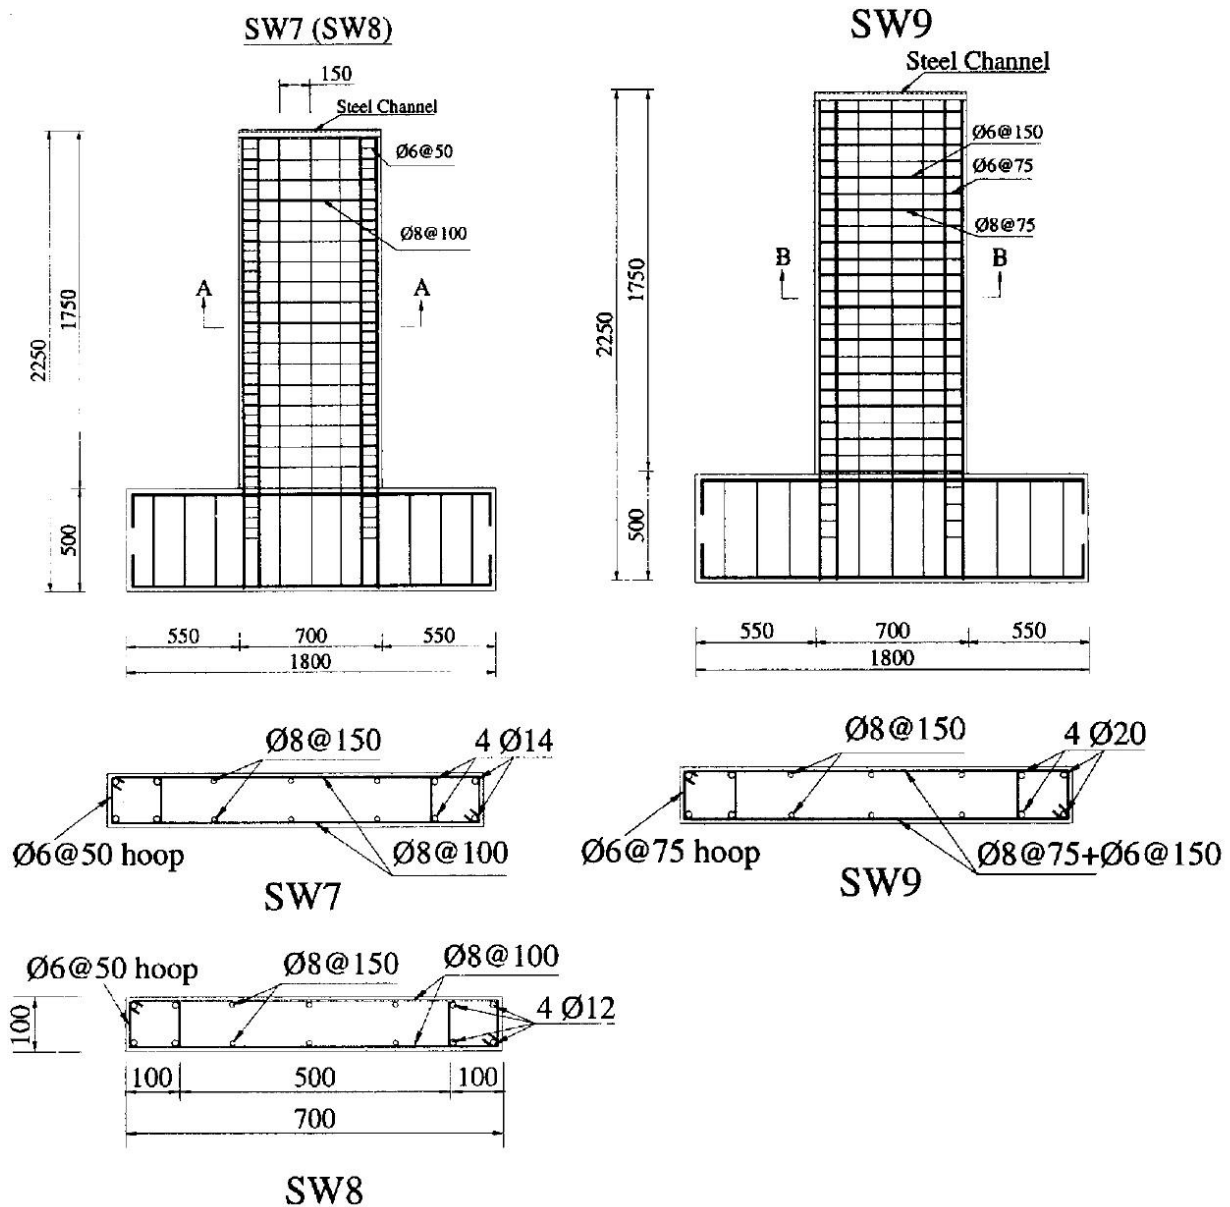 SW7 (SW8)
150
Steel Channel
Ø6@50
Ø8@100
A
A
1750
2250
500
550
700
550
1800
SW9
Steel Channel
Ø6@150
Ø6@75
Ø8@75
B
B
1750
2250
500
550
700
550
1800
Ø8@150
4 Ø14
Ø6@50 hoop
Ø8@100
SW7
Ø8@150
4 Ø20
Ø6@75 hoop
Ø8@75+Ø6@150
SW9
Ø6@50 hoop
Ø8@150
Ø8@100
4 Ø12
100
100
500
100
700
SW8